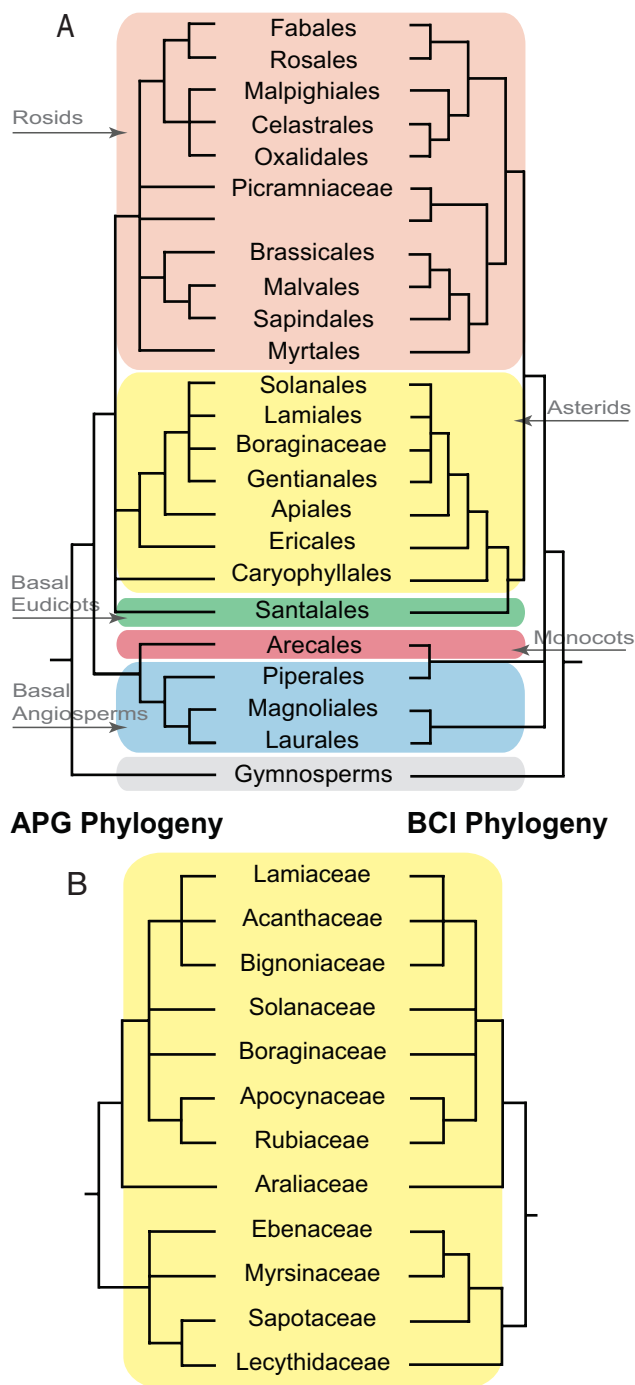 A
Fabales
Rosales
Malpighiales
Rosids
Celastrales
Oxalidales
Picramniaceae
Brassicales
Malvales
Sapindales
Myrtales
Solanales
Lamiales
Asterids
Boraginaceae
Gentianales
Apiales
Ericales
Caryophyllales
Basal
Eudicots
Santalales
Arecales
Monocots
Piperales
Basal
Angiosperms
Magnoliales
Laurales
Gymnosperms
APG Phylogeny
BCI Phylogeny
B
Lamiaceae
Acanthaceae
Bignoniaceae
Solanaceae
Boraginaceae
Apocynaceae
Rubiaceae
Araliaceae
Ebenaceae
Myrsinaceae
Sapotaceae
Lecythidaceae